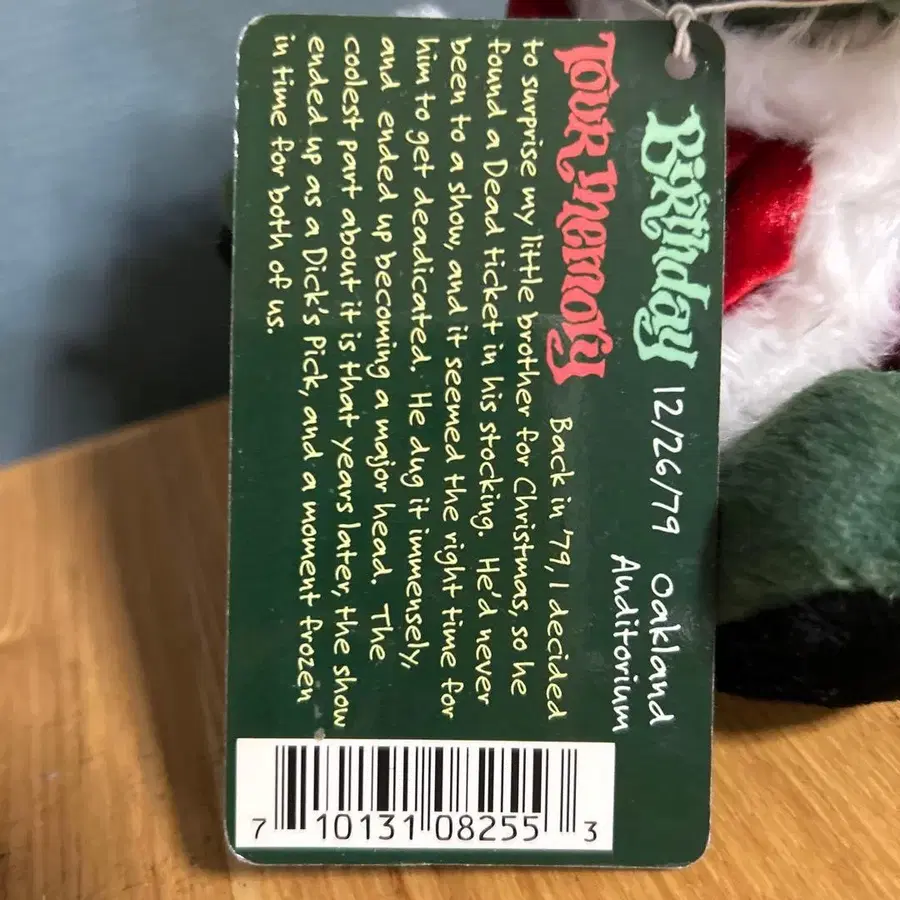 Birthday 12/26/79 Oakland
Auditorium
Tour Memory Back in '79, I decided
to surprise my little brother for Christmas, so he
found a Dead ticket in his stocking. He'd never
been to a show, and it seemed the right time for
him to get deadicated. He dug it immensely,
and ended up becoming a major head. The
coolest part about it is that years later, the show
ended up as a Dick's Pick, and a moment frozen
in time for both of us.
7 10131 08255 3